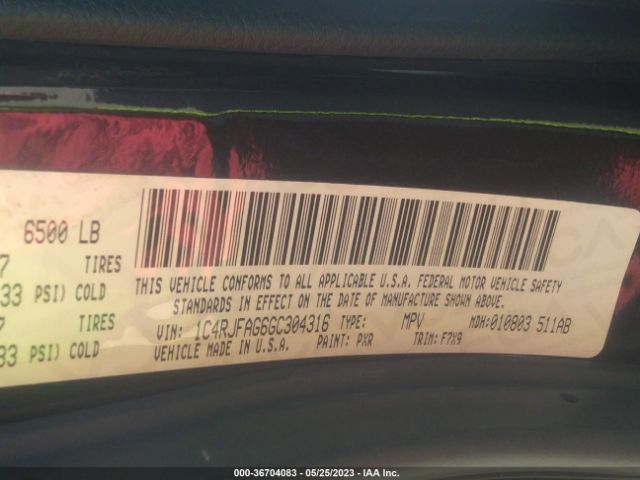 6500 LB
7 TIRES
33 PSI) COLD
7 TIRES
33 PSI) COLD
THIS VEHICLE CONFORMS TO ALL APPLICABLE U.S.A. FEDERAL MOTOR VEHICLE SAFETY
STANDARDS IN EFFECT ON THE DATE OF MANUFACTURE SHOWN ABOVE.
VIN: 1C4RJFAG6GC304316 TYPE: MPV MDH: 010803 511AB
VEHICLE MADE IN U.S.A. PAINT: PXR TRIM: F7X9
000-36704083 - 05/25/2023 - IAA Inc.